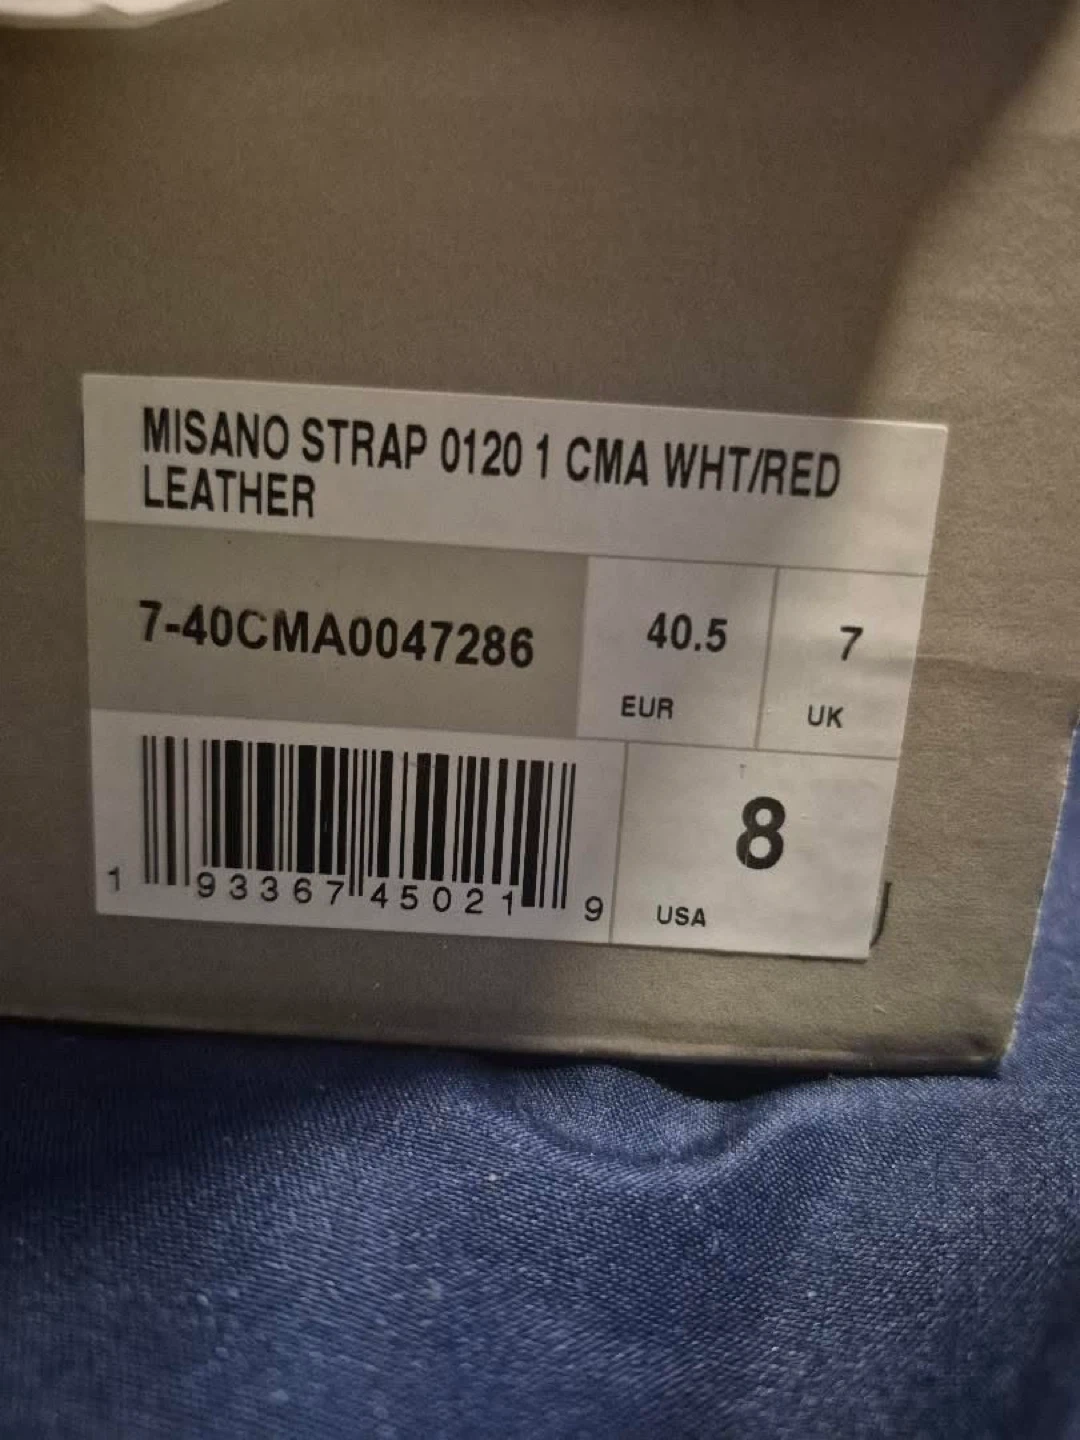 MISANO STRAP 0120 1 CMA WHT/RED
LEATHER
7-40CMA0047286
40.5
EUR
7
UK
1 93367 45021 9
8
USA